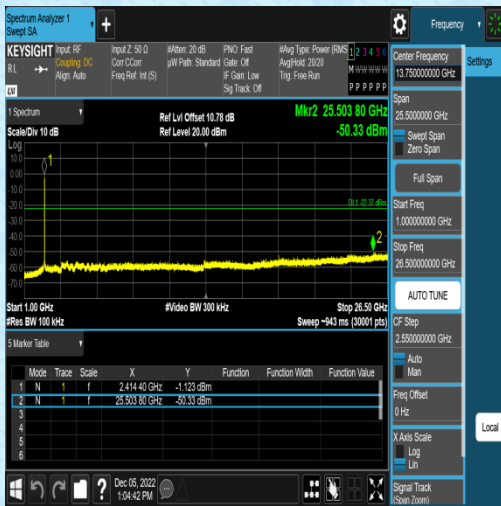 Spectrum Analyzer 1
Swept SA
Frequency
KEYSIGHT
RL
Input: RF
Coupling: DC
Align: Auto
Input Z: 50 Ω
Corr CCorr
Freq Ref: Int (S)
#Atten: 20 dB
µW Path: Standard
PNO: Fast
Gate: Off
IF Gain: Low
Sig Track: Off
#Avg Type: Power (RMS
Avg|Hold: 20/20
Trig: Free Run
1 2 3 4 5 6
M W W W W W
P P P P P P
LXI
1 Spectrum
Scale/Div 10 dB
Ref Lvl Offset 10.78 dB
Ref Level 20.00 dBm
Mkr2 25.503 80 GHz
-50.33 dBm
Log
10.0
0.00
-10.0
-20.0
-30.0
-40.0
-50.0
-60.0
-70.0
1
DL1 -22.33 dBm
2
Start 1.00 GHz
#Res BW 100 kHz
#Video BW 300 kHz
Stop 26.50 GHz
Sweep ~943 ms (30001 pts)
5 Marker Table
Mode Trace Scale X Y Function Function Width Function Value
1 N 1 f 2.414 40 GHz -1.123 dBm
2 N 1 f 25.503 80 GHz -50.33 dBm
3
4
5
6
Dec 05, 2022
1:04:42 PM
Center Frequency
13.750000000 GHz
Settings
Span
25.5000000 GHz
Swept Span
Zero Span
Full Span
Start Freq
1.000000000 GHz
Stop Freq
26.500000000 GHz
AUTO TUNE
CF Step
2.550000000 GHz
Auto
Man
Freq Offset
0 Hz
Local
X Axis Scale
Log
Lin
Signal Track
(Span Zoom)